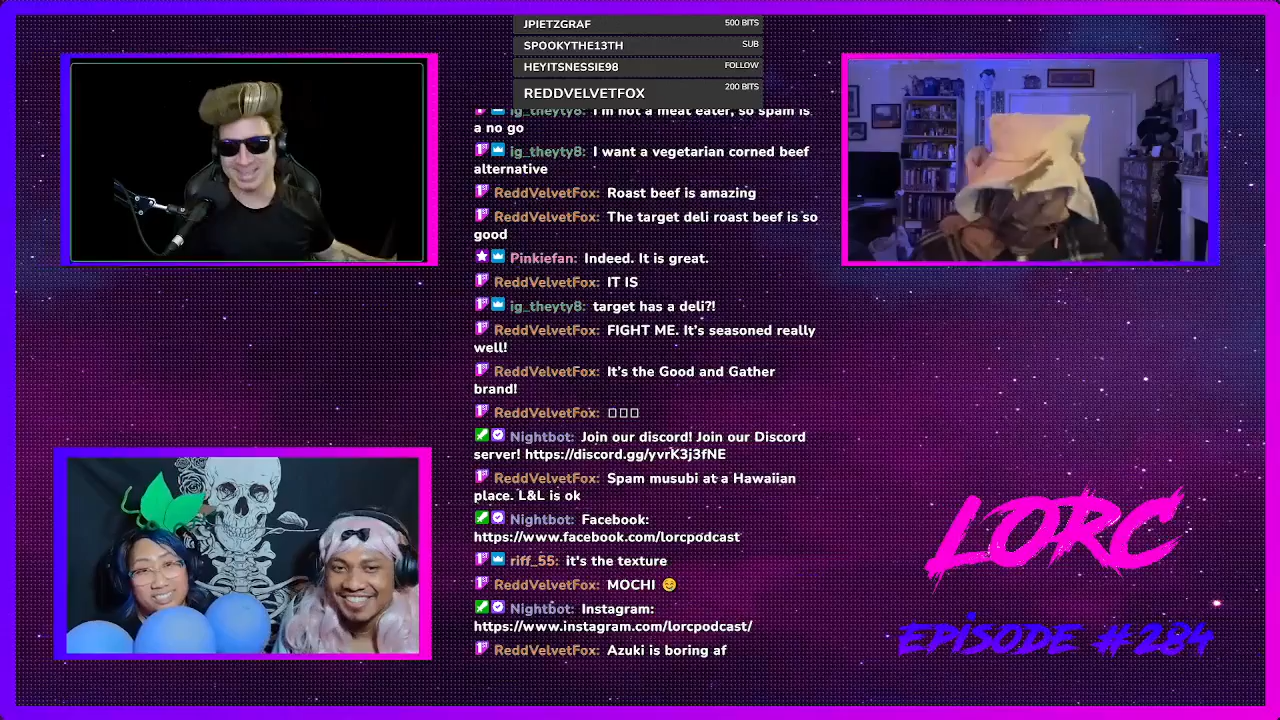 JPIETZGRAF 500 BITS
SPOOKYTHE13TH SUB
HEYITSNESSIE98 FOLLOW
REDDVELVETFOX 200 BITS
ig_theyty8: I'm not a meat eater, so spam is
a no go
ig_theyty8: I want a vegetarian corned beef
alternative
ReddVelvetFox: Roast beef is amazing
ReddVelvetFox: The target deli roast beef is so
good
Pinkiefan: Indeed. It is great.
ReddVelvetFox: IT IS
ig_theyty8: target has a deli?!
ReddVelvetFox: FIGHT ME. It's seasoned really
well!
ReddVelvetFox: It's the Good and Gather
brand!
ReddVelvetFox: 
Nightbot: Join our discord! Join our Discord
server! https://discord.gg/yvrK3j3fNE
ReddVelvetFox: Spam musubi at a Hawaiian
place. L&L is ok
Nightbot: Facebook:
https://www.facebook.com/lorcpodcast
riff_55: it's the texture
ReddVelvetFox: MOCHI 😋
Nightbot: Instagram:
https://www.instagram.com/lorcpodcast/
ReddVelvetFox: Azuki is boring af
LORC
EPISODE #284